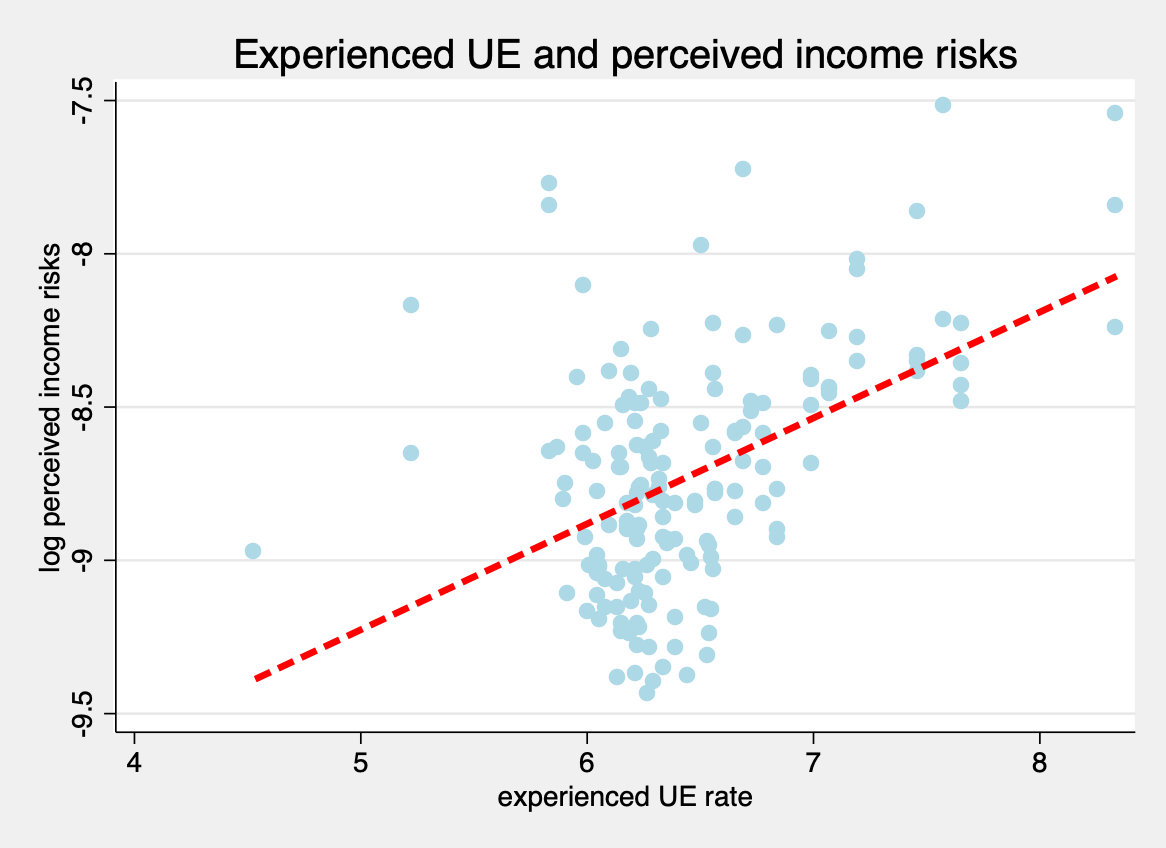 Experienced UE and perceived income risks
-7.5
-8
-8.5
-9
-9.5
log perceived income risks
4 5 6 7 8
experienced UE rate